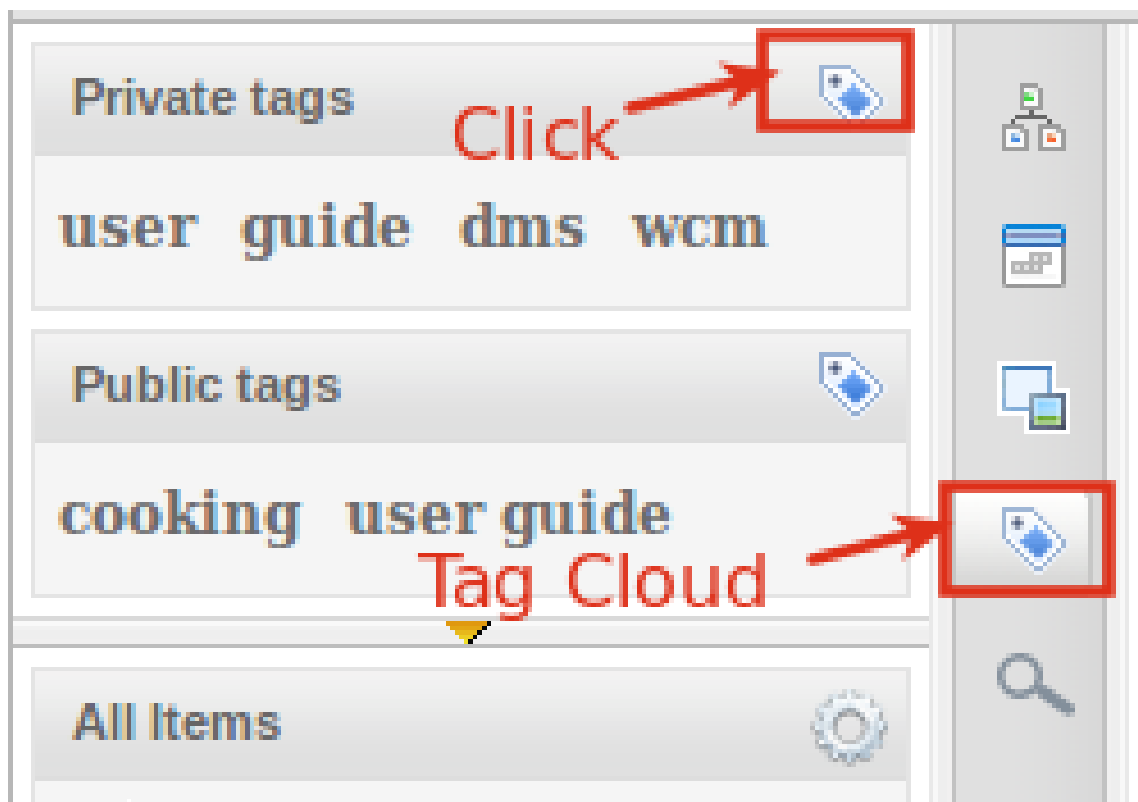 Private tags
Click
user guide dms wcm
Public tags
cooking user guide
Tag Cloud
All Items